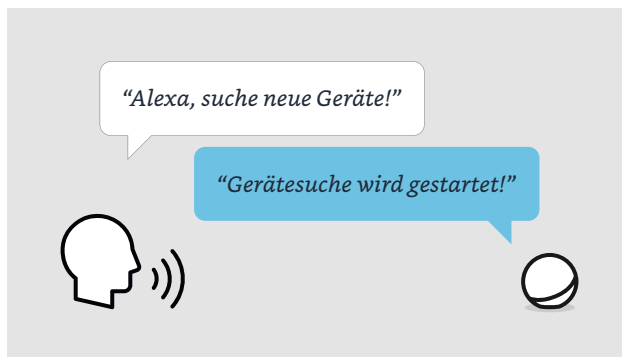 “Alexa, suche neue Geräte!”
“Gerätesuche wird gestartet!”